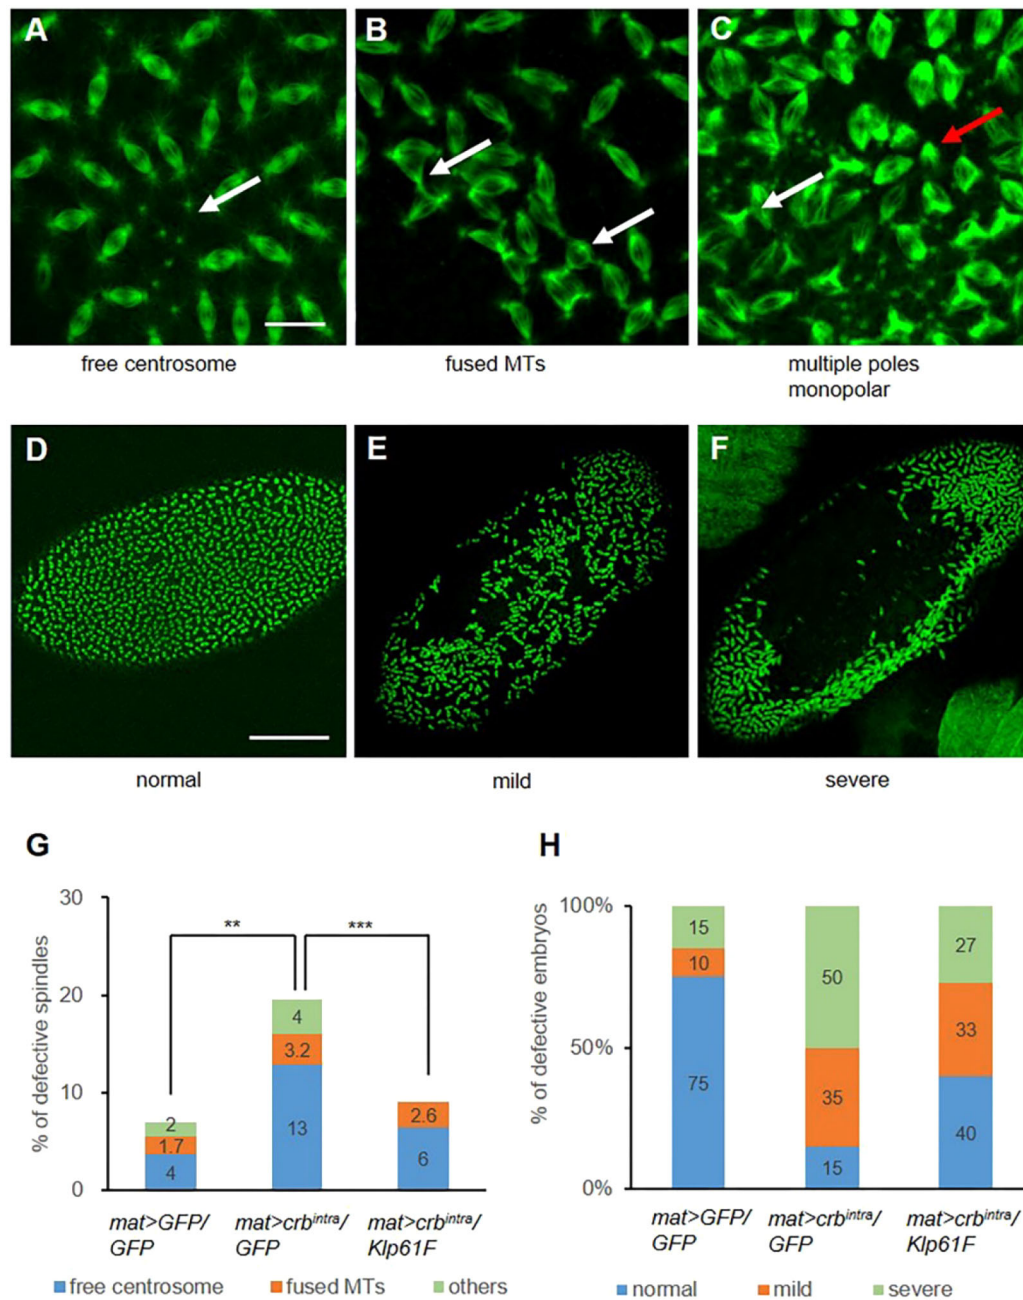 A
B
C
free centrosome
fused MTs
multiple poles
monopolar
D
E
F
normal
mild
severe
G
H
% of defective spindles
30
20
10
0
**
***
2
1.7
4
4
3.2
13
2.6
6
mat>GFP/
GFP
mat>crbintra/
GFP
mat>crbintra/
Klp61F
free centrosome
fused MTs
others
% of defective embryos
100%
50%
0%
15
10
75
50
35
15
27
33
40
mat>GFP/
GFP
mat>crbintra/
GFP
mat>crbintra/
Klp61F
normal
mild
severe